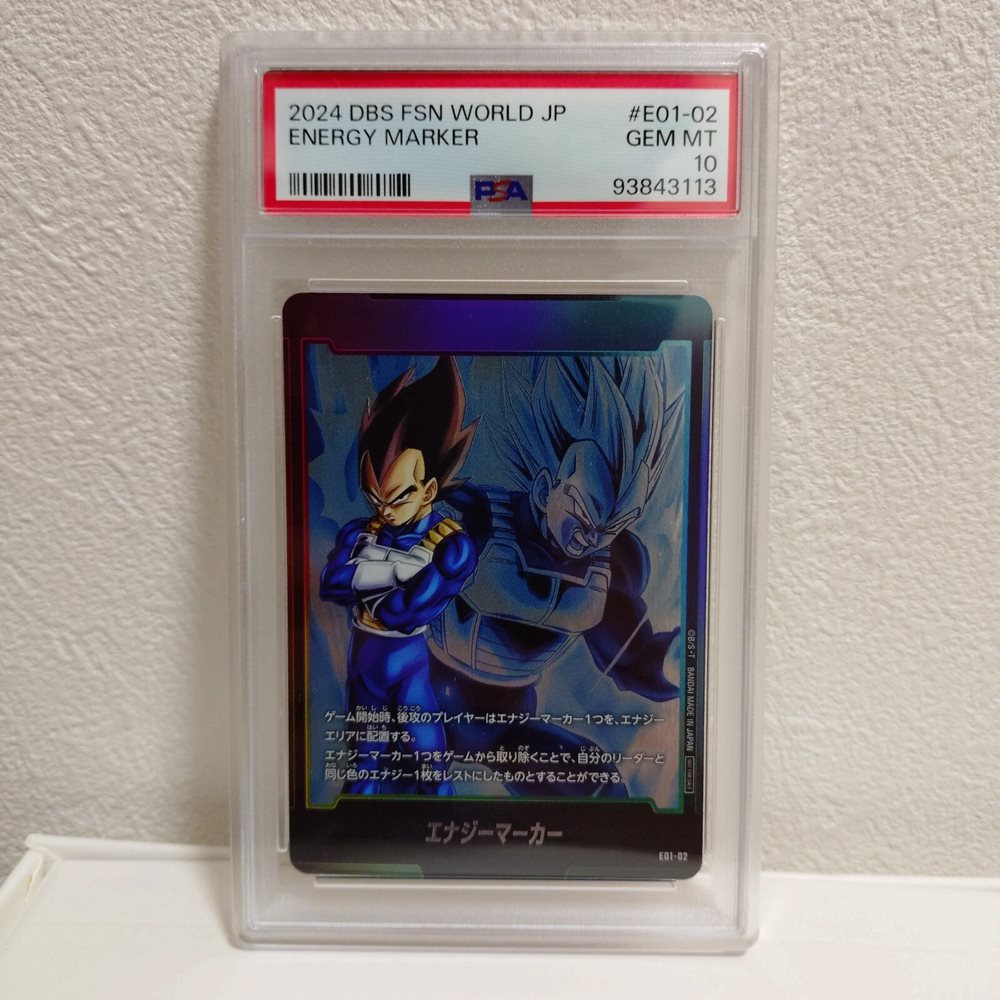 2024 DBS FSN WORLD JP #E01-02
ENERGY MARKER GEM MT
10
PSA 93843113
ゲーム開始時、後攻のプレイヤーはエナジーマーカー1つを、エナジー
エリアに配置する。
エナジーマーカー1つをゲームから取り除くことで、自分のリーダーと
同じ色のエナジー1枚をレストにしたものとすることができる。
©B/S・T BANDAI MADE IN JAPAN NOT FOR SALE
エナジーマーカー
E01-02